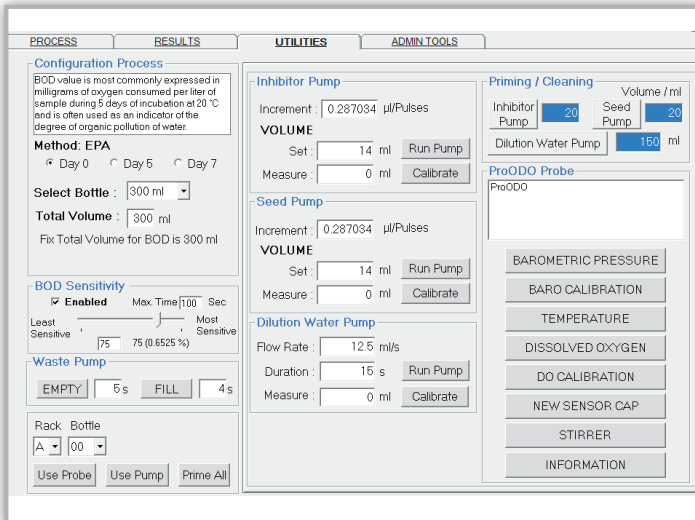 PROCESS
RESULTS
UTILITIES
ADMIN TOOLS
Configuration Process
BOD value is most commonly expressed in
milligrams of oxygen consumed per liter of
sample during 5 days of incubation at 20 °C
and is often used as an indicator of the
degree of organic pollution of water.
Method: EPA
Day 0 Day 5 Day 7
Select Bottle : 300 ml
Total Volume : 300 ml
Fix Total Volume for BOD is 300 ml
BOD Sensitivity
Enabled Max. Time 100 Sec
Least Sensitive
Most Sensitive
75 75 (0.6525 %)
Waste Pump
EMPTY 5 s FILL 4 s
Rack Bottle
A 00
Use Probe Use Pump Prime All
Inhibitor Pump
Increment : 0.287034 µl/Pulses
VOLUME
Set : 14 ml Run Pump
Measure : 0 ml Calibrate
Seed Pump
Increment : 0.287034 µl/Pulses
VOLUME
Set : 14 ml Run Pump
Measure : 0 ml Calibrate
Dilution Water Pump
Flow Rate : 12.5 ml/s
Duration : 15 s Run Pump
Measure : 0 ml Calibrate
Priming / Cleaning
Volume / ml
Inhibitor Pump 20 Seed Pump 20
Dilution Water Pump 150 ml
ProODO Probe
ProODO
BAROMETRIC PRESSURE
BARO CALIBRATION
TEMPERATURE
DISSOLVED OXYGEN
DO CALIBRATION
NEW SENSOR CAP
STIRRER
INFORMATION